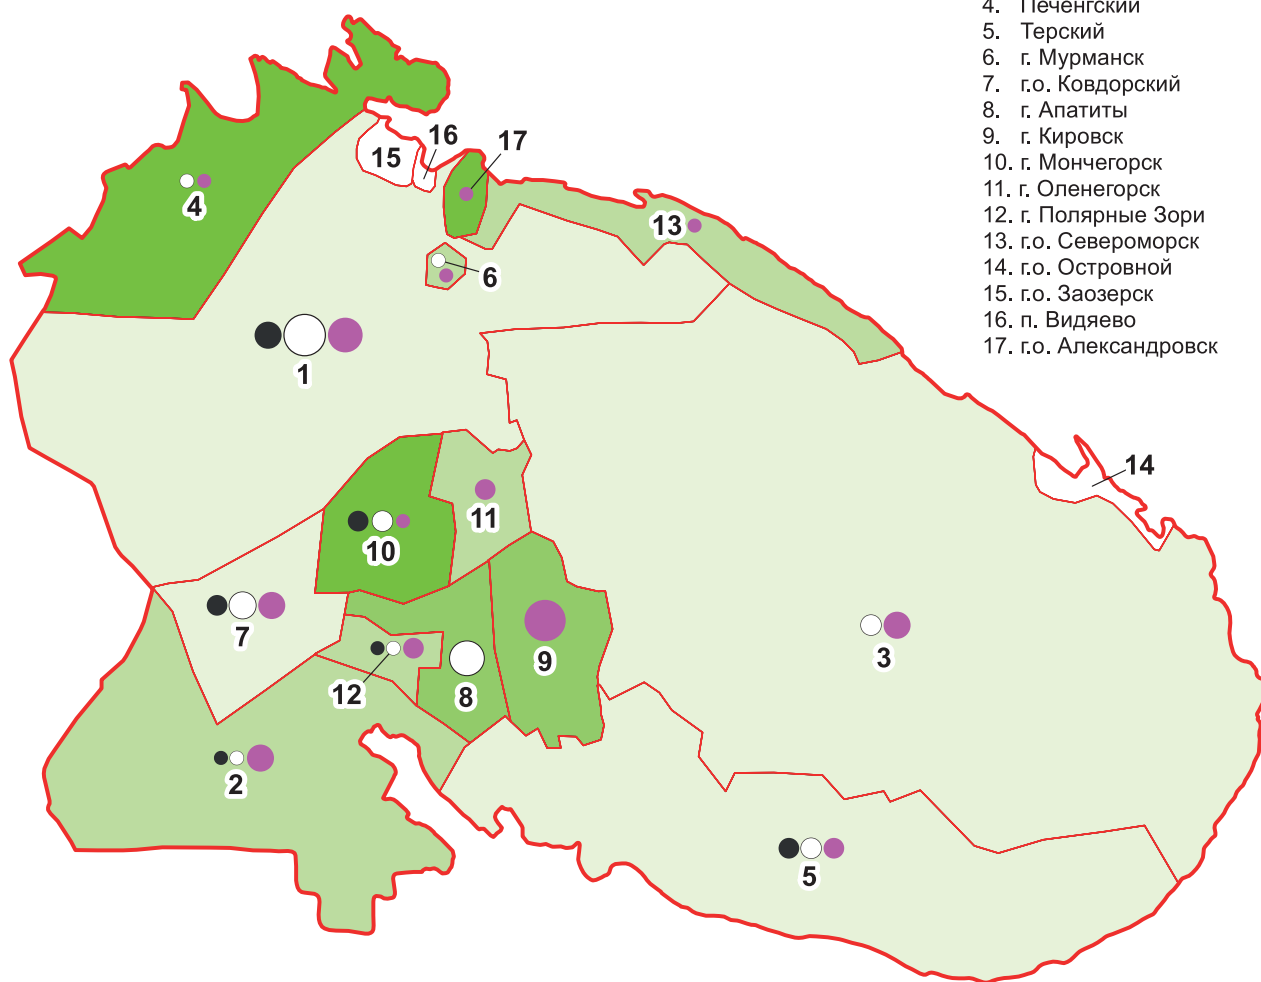 4. Печенгский
5. Терский
6. г. Мурманск
7. г.о. Ковдорский
8. г. Апатиты
9. г. Кировск
10. г. Мончегорск
11. г. Оленегорск
12. г. Полярные Зори
13. г.о. Североморск
14. г.о. Островной
15. г.о. Заозерск
16. п. Видяево
17. г.о. Александровск
16
17
15
4
13
6
1
14
11
10
7
3
9
12
8
2
5